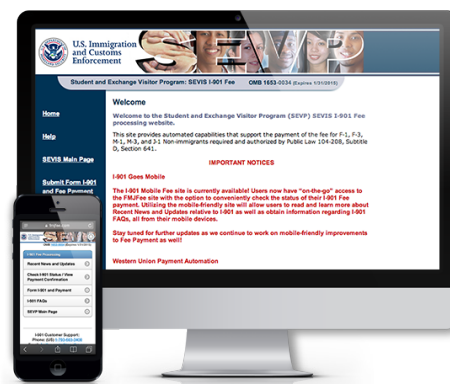 U.S. Immigration
and Customs
Enforcement
SEVP
Student and Exchange Visitor Program: SEVIS I-901 Fee
OMB 1653-0034 (Expires 1/31/2015)
Home
Help
SEVIS Main Page
Submit Form I-901
and Fee Payment
Welcome
Welcome to the Student and Exchange Visitor Program (SEVP) SEVIS I-901 Fee
processing website.
This site provides automated capabilities that support the payment of the fee for F-1, F-3,
M-1, M-3, and J-1 Non-immigrants required and authorized by Public Law 104-208, Subtitle
D, Section 641.
IMPORTANT NOTICES
I-901 Goes Mobile
The I-901 Mobile Fee site is currently available! Users now have "on-the-go" access to
the FMJFee site with the option to conveniently check the status of their I-901 Fee
payment. Utilizing the mobile-friendly site will allow users to read and learn more about
Recent News and Updates relative to I-901 as well as obtain information regarding I-901
FAQs, all from their mobile devices.
Stay tuned for further updates as we continue to work on mobile-friendly improvements
to Fee Payment as well!
Western Union Payment Automation
I-901 Fee Processing
Recent News and Updates
Check I-901 Status / View
Payment Confirmation
Form I-901 and Payment
I-901 FAQs
SEVP Main Page
I-901 Customer Support:
Phone: (US)